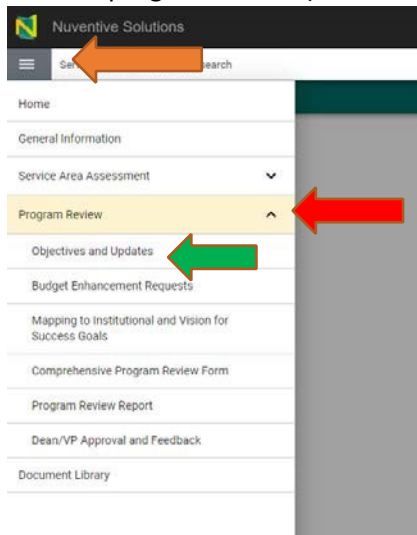 Nuventive Solutions
Home
General Information
Service Area Assessment
Program Review
Objectives and Updates
Budget Enhancement Requests
Mapping to Institutional and Vision for
Success Goals
Comprehensive Program Review Form
Program Review Report
Dean/VP Approval and Feedback
Document Library